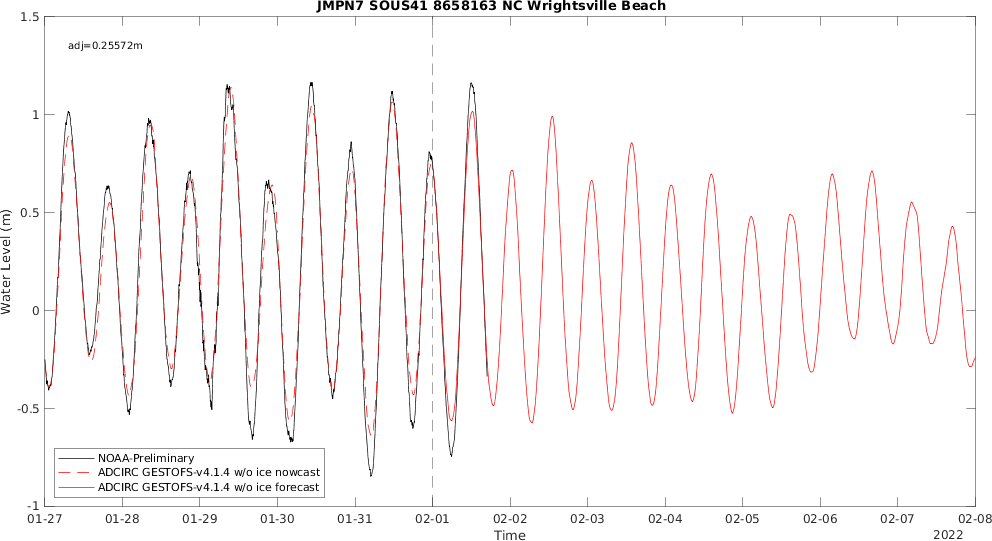 JMPN7 SOUS41 8658163 NC Wrightsville Beach
adj=0.25572m
1.5
1
0.5
0
-0.5
-1
Water Level (m)
NOAA-Preliminary
ADCIRC GESTOFS-v4.1.4 w/o ice nowcast
ADCIRC GESTOFS-v4.1.4 w/o ice forecast
01-27 01-28 01-29 01-30 01-31 02-01 02-02 02-03 02-04 02-05 02-06 02-07 02-08
Time
2022